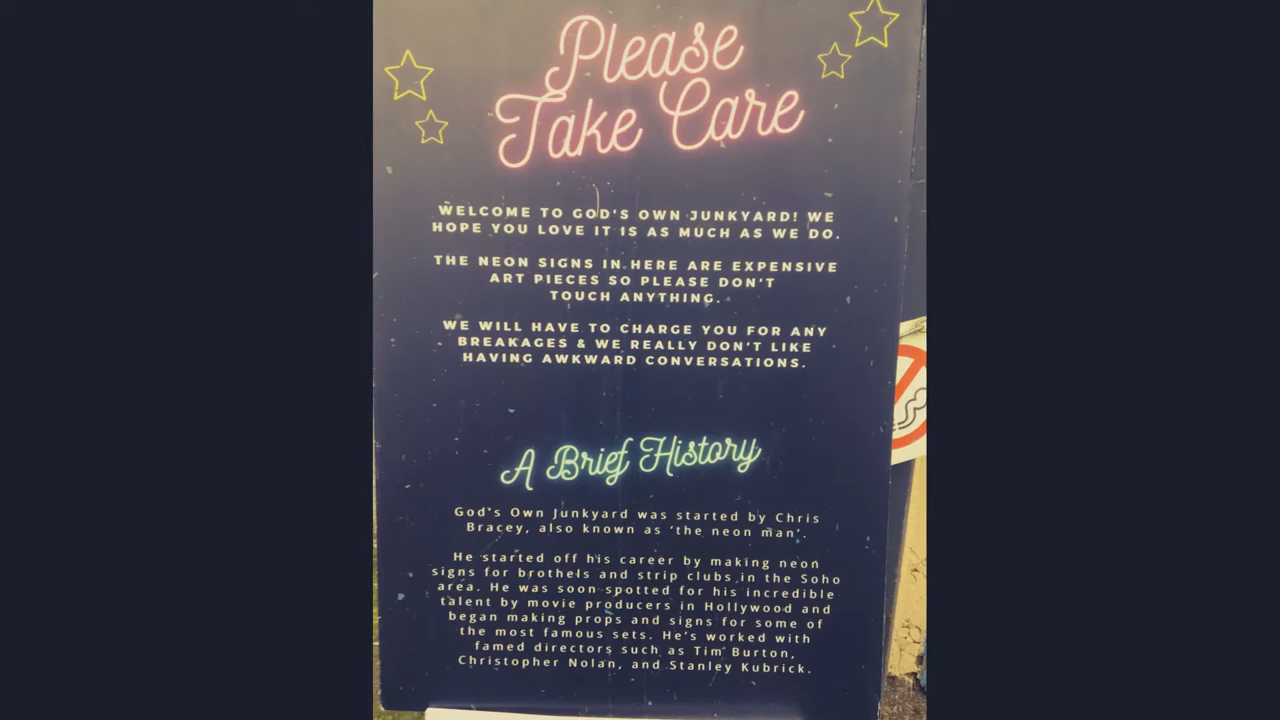 Please
Take Care
WELCOME TO GOD'S OWN JUNKYARD! WE
HOPE YOU LOVE IT IS AS MUCH AS WE DO.
THE NEON SIGNS IN HERE ARE EXPENSIVE
ART PIECES SO PLEASE DON'T
TOUCH ANYTHING.
WE WILL HAVE TO CHARGE YOU FOR ANY
BREAKAGES & WE REALLY DON'T LIKE
HAVING AWKWARD CONVERSATIONS.
A Brief History
God's Own Junkyard was started by Chris
Bracey, also known as 'the neon man'.
He started off his career by making neon
signs for brothels and strip clubs in the Soho
area. He was soon spotted for his incredible
talent by movie producers in Hollywood and
began making props and signs for some of
the most famous sets. He's worked with
famed directors such as Tim Burton,
Christopher Nolan, and Stanley Kubrick.